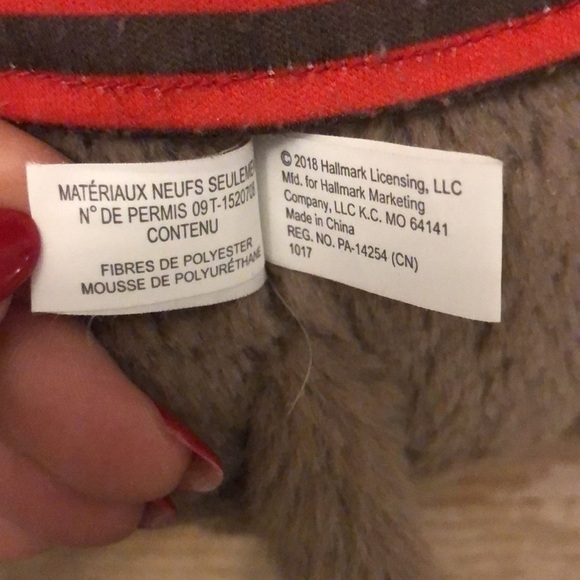 MATÉRIAUX NEUFS SEULEME
N° DE PERMIS 09T-1520708
CONTENU
FIBRES DE POLYESTER
MOUSSE DE POLYURÉTHANE
© 2018 Hallmark Licensing, LLC
Mfd. for Hallmark Marketing
Company, LLC K.C. MO 64141
Made in China
REG. NO. PA-14254 (CN)
1017